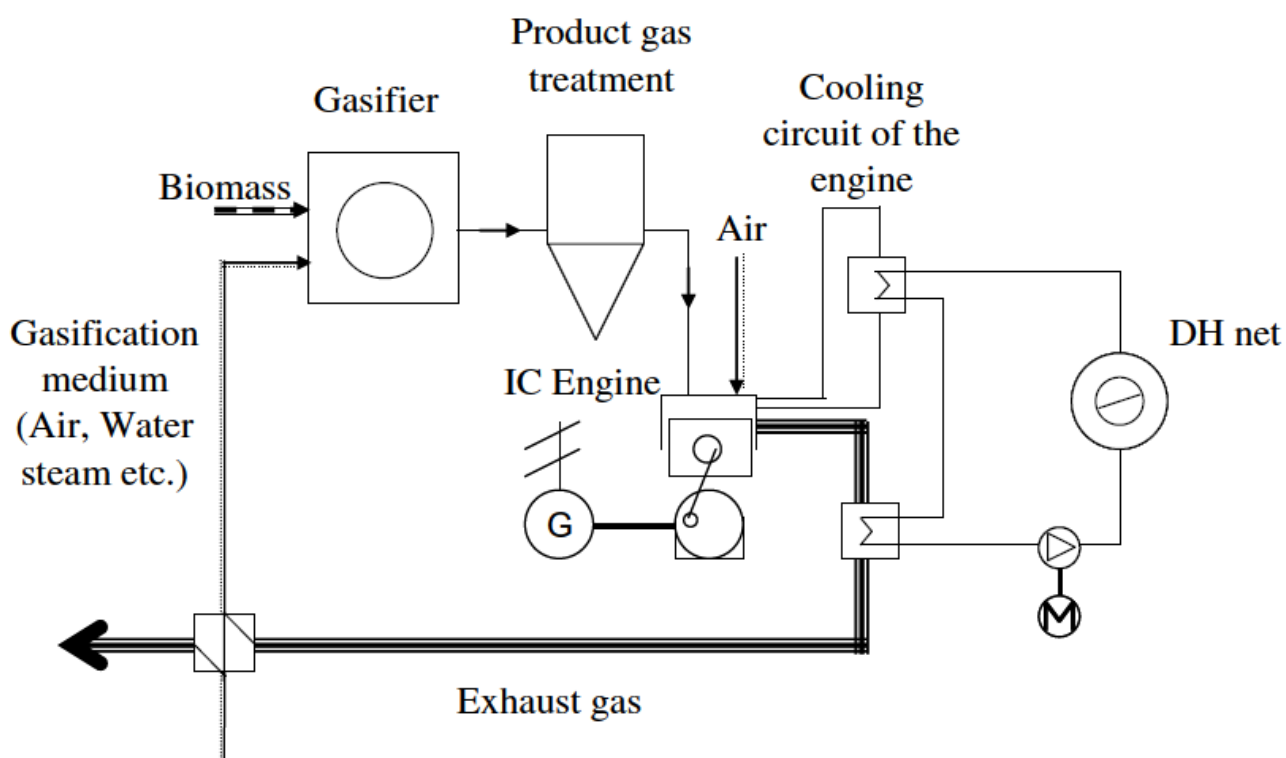 Product gas
treatment
Gasifier
Cooling
circuit of the
engine
Biomass
Air
Gasification
medium
(Air, Water
steam etc.)
DH net
IC Engine
G
M
Exhaust gas